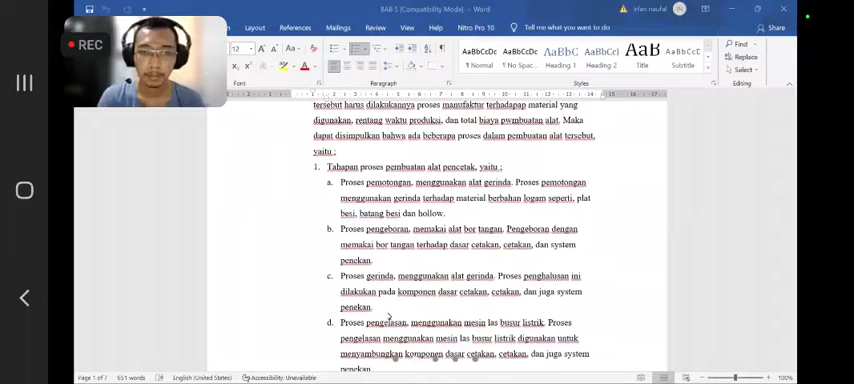 BAB 5 [Compatibility Mode]
irfan naufal
IN
REC
Layout References Mailings Review View Help Nitro Pro 10 Tell me what you want to do
12 A A Aa
Find
Replace
Select
AaBbCcDc AaBbCcDc AaBbC AaBbCcI AaB AaBbCcD
¶ Normal ¶ No Spac... Heading 1 Heading 2 Title Subtitle
Font Paragraph Styles Editing
tersebut harus dilakukannya proses manufaktur terhadapap material yang
digunakan, rentang waktu produksi, dan total biaya pwmbuatan alat. Maka
dapat disimpulkan bahwa ada beberapa proses dalam pembuatan alat tersebut,
yaitu ;
1. Tahapan proses pembuatan alat pencetak, yaitu ;
a. Proses pemotongan, menggunakan alat gerinda. Proses pemotongan
menggunakan gerinda terhadap material berbahan logam seperti, plat
besi, batang besi dan hollow.
b. Proses pengeboran, memakai alat bor tangan. Pengeboran dengan
memakai bor tangan terhadap dasar cetakan, cetakan, dan system
penekan.
c. Proses gerinda, menggunakan alat gerinda. Proses penghalusan ini
dilakukan pada komponen dasar cetakan, cetakan, dan juga system
penekan.
d. Proses pengelasan, menggunakan mesin las busur listrik. Proses
pengelasan menggunakan mesin las busur listrik digunakan untuk
menyambungkan komponen dasar cetakan, cetakan, dan juga system
penekan.
Page 1 of 7 651 words English (United States) Accessibility: Unavailable 100%